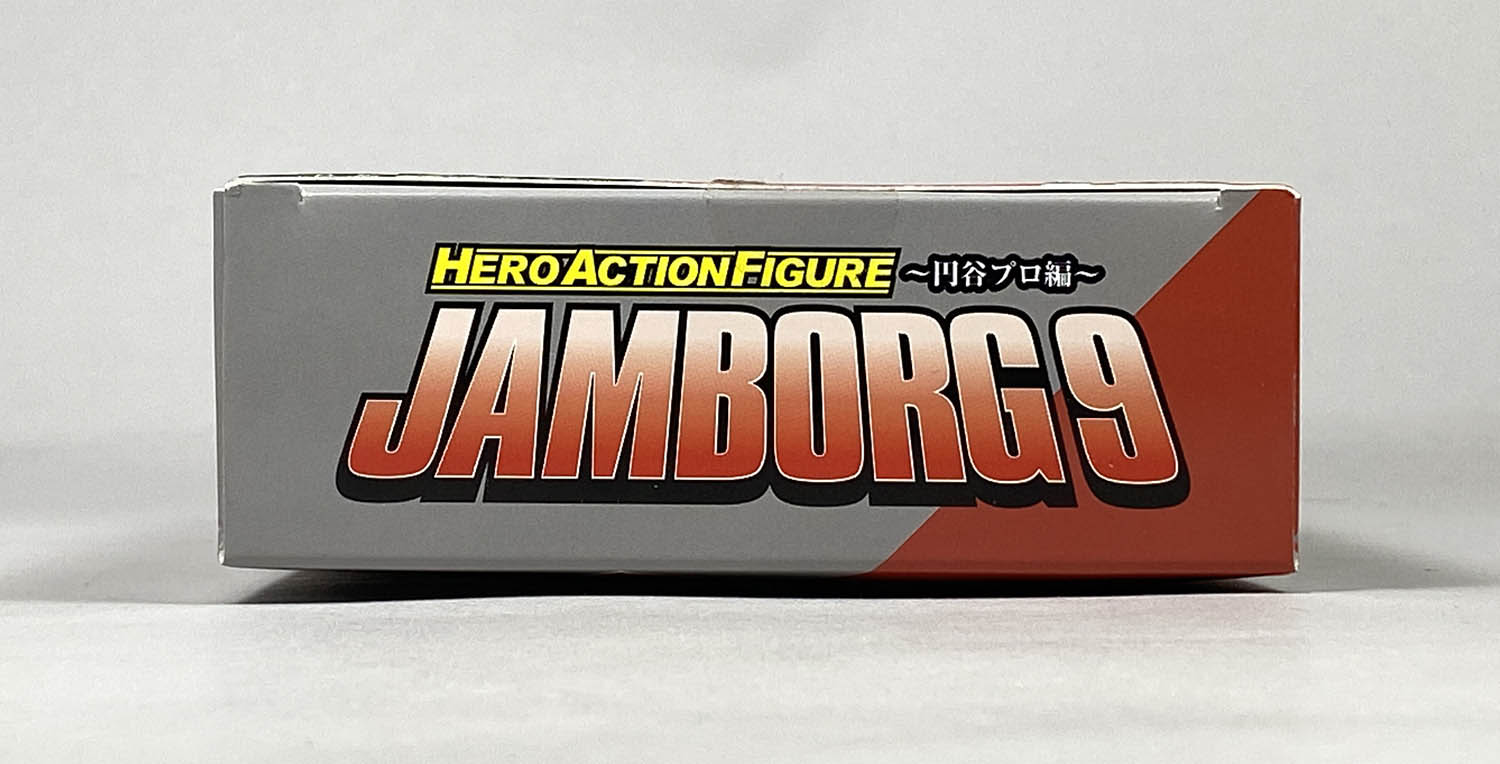 HERO ACTION FIGURE ～円谷プロ編～
JAMBORG 9